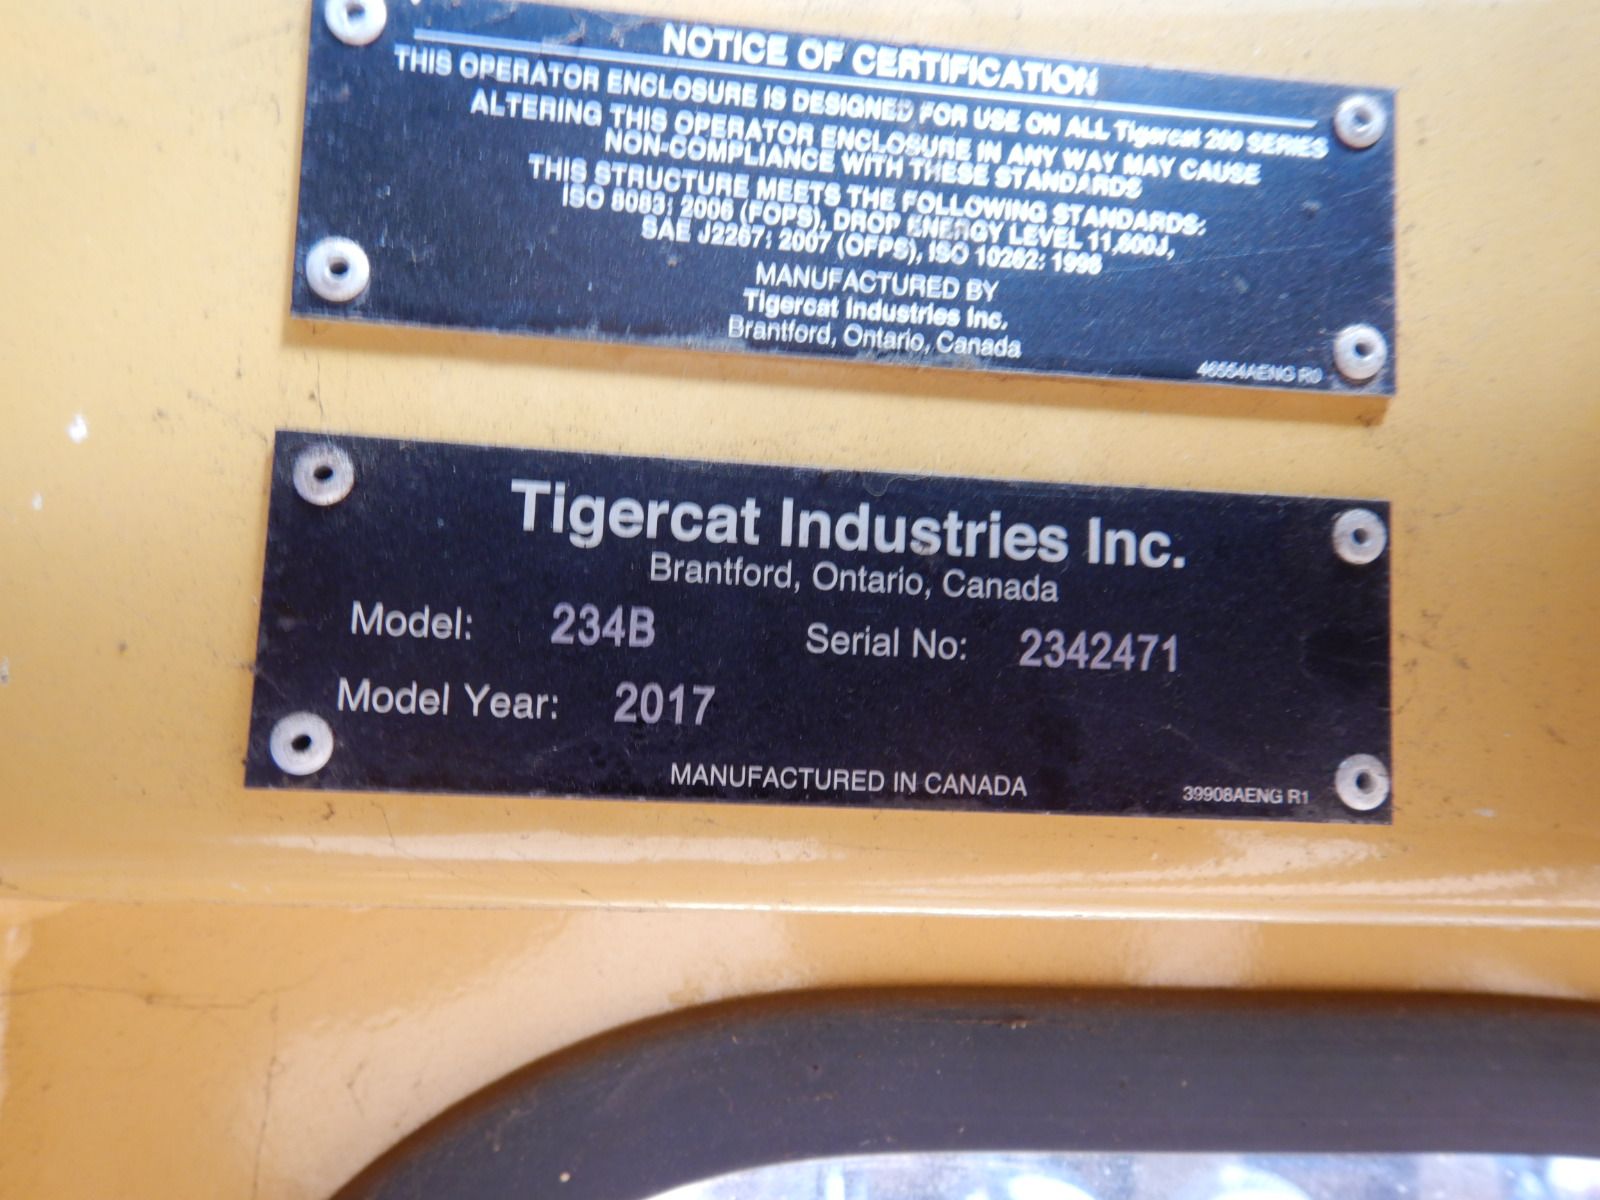 NOTICE OF CERTIFICATION
THIS OPERATOR ENCLOSURE IS DESIGNED FOR USE ON ALL Tigercat 200 SERIES
ALTERING THIS OPERATOR ENCLOSURE IN ANY WAY MAY CAUSE
NON-COMPLIANCE WITH THESE STANDARDS
THIS STRUCTURE MEETS THE FOLLOWING STANDARDS:
ISO 8083: 2006 (FOPS), DROP ENERGY LEVEL 11,600J,
SAE J2267: 2007 (OFPS), ISO 10262: 1998
MANUFACTURED BY
Tigercat Industries Inc.
Brantford, Ontario, Canada
46554AENG R0
Tigercat Industries Inc.
Brantford, Ontario, Canada
Model: 234B Serial No: 2342471
Model Year: 2017
MANUFACTURED IN CANADA
39908AENG R1